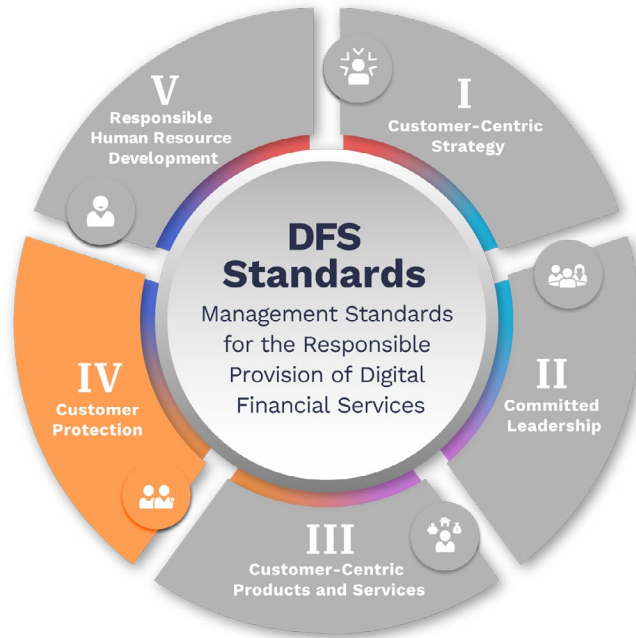 DFS
Standards
Management Standards
for the Responsible
Provision of Digital
Financial Services
I
Customer-Centric
Strategy
II
Committed
Leadership
III
Customer-Centric
Products and Services
IV
Customer
Protection
V
Responsible
Human Resource
Development